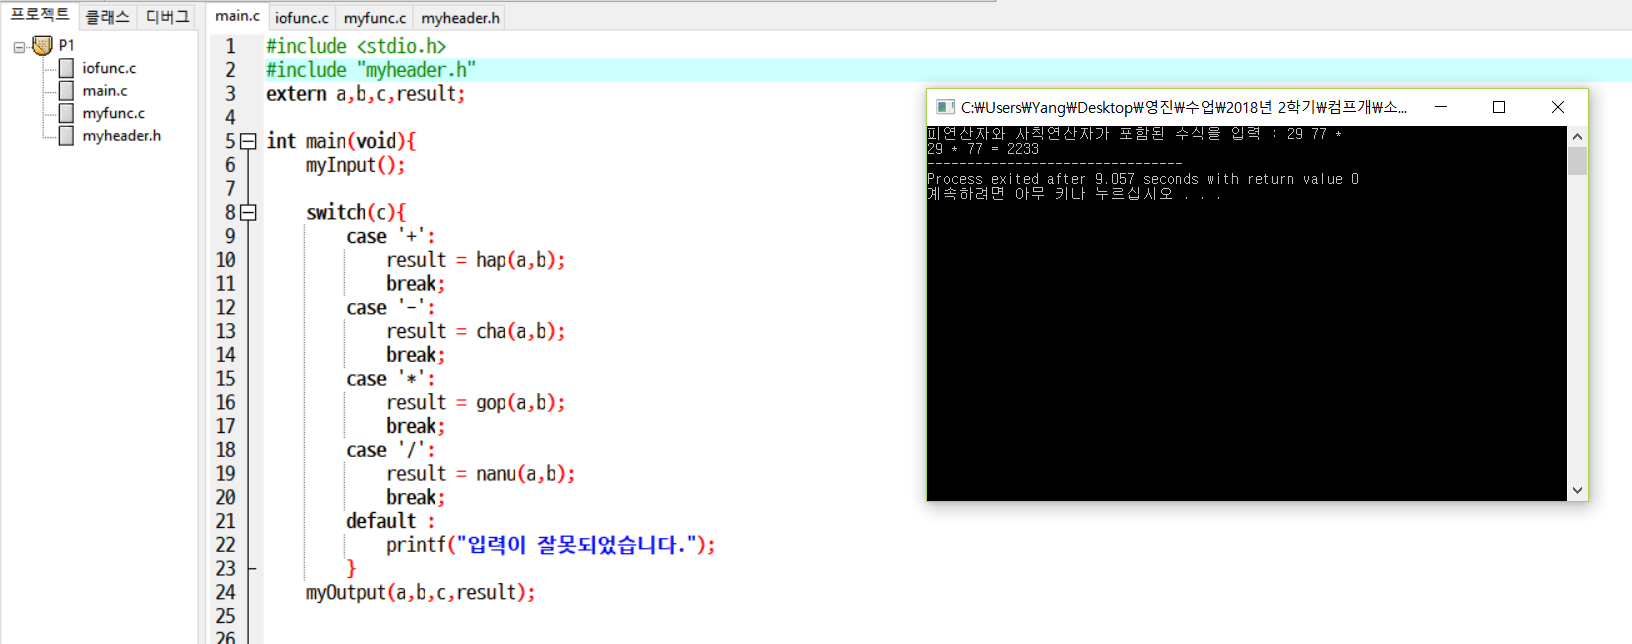 프로젝트 클래스 디버그
P1
iofunc.c
main.c
myfunc.c
myheader.h
main.c iofunc.c myfunc.c myheader.h
1 #include <stdio.h>
2 #include "myheader.h"
3 extern a,b,c,result;
4
5 int main(void){
6 myInput();
7
8 switch(c){
9 case '+':
10 result = hap(a,b);
11 break;
12 case '-':
13 result = cha(a,b);
14 break;
15 case '*':
16 result = gop(a,b);
17 break;
18 case '/':
19 result = nanu(a,b);
20 break;
21 default :
22 printf("입력이 잘못되었습니다.");
23 }
24 myOutput(a,b,c,result);
25
26
C:₩Users₩Yang₩Desktop₩영진₩수업₩2018년 2학기₩컴프개₩소...
피연산자와 사칙연산자가 포함된 수식을 입력 : 29 77 *
29 * 77 = 2233
--------------------------------
Process exited after 9.057 seconds with return value 0
계속하려면 아무 키나 누르십시오 . . .